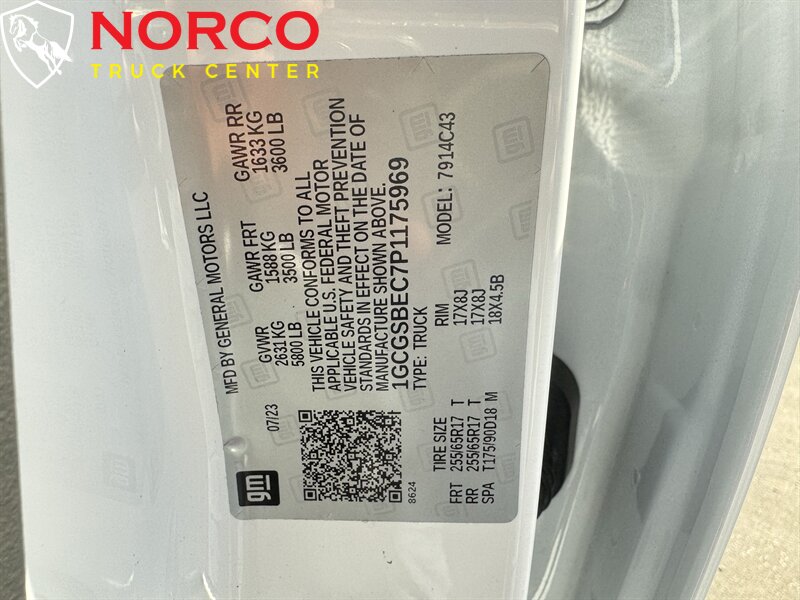 NORCO
TRUCK CENTER
gm
07/23
MFD BY GENERAL MOTORS LLC
GVWR GAWR FRT GAWR RR
2631 KG 1588 KG 1633 KG
5800 LB 3500 LB 3600 LB
THIS VEHICLE CONFORMS TO ALL
APPLICABLE U.S. FEDERAL MOTOR
VEHICLE SAFETY AND THEFT PREVENTION
STANDARDS IN EFFECT ON THE DATE OF
MANUFACTURE SHOWN ABOVE.
1GCGSBEC7P1175969
TYPE: TRUCK MODEL: 7914C43
8624
TIRE SIZE RIM
FRT 255/65R17 T 17X8J
RR 255/65R17 T 17X8J
SPA T175/90D18 M 18X4.5B